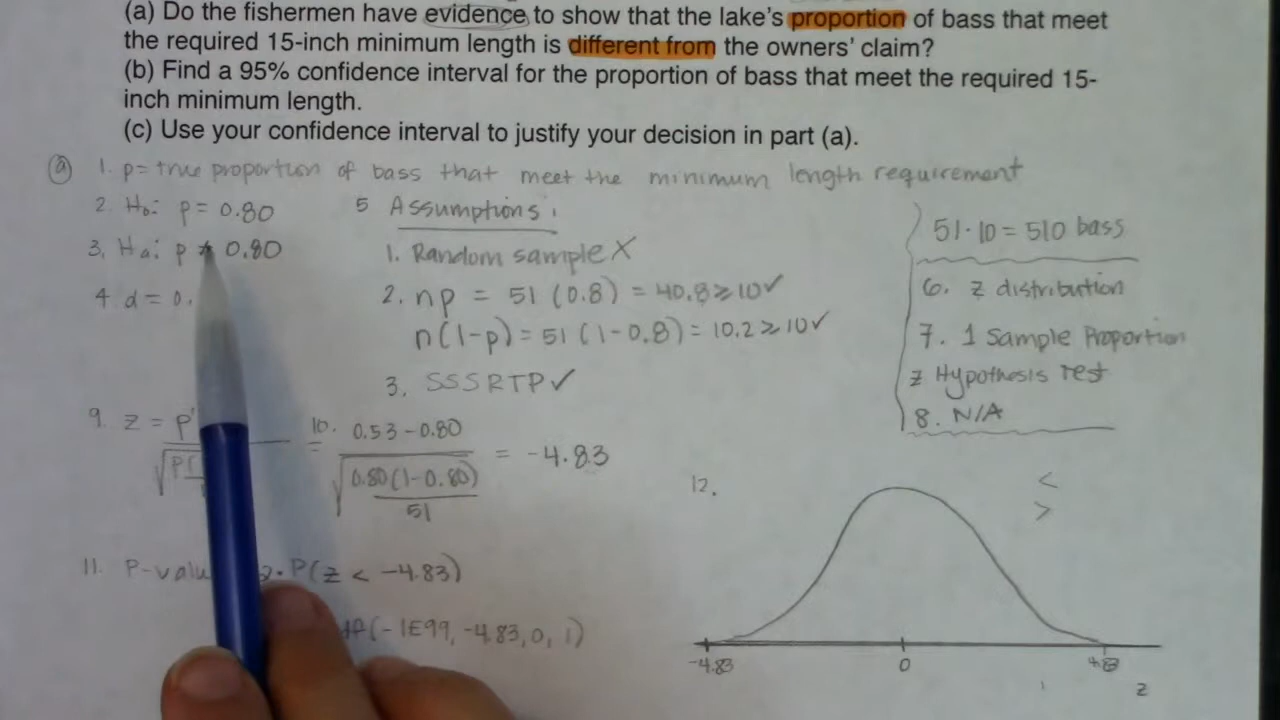 (a) Do the fishermen have evidence to show that the lake's proportion of bass that meet
the required 15-inch minimum length is different from the owners' claim?
(b) Find a 95% confidence interval for the proportion of bass that meet the required 15-
inch minimum length.
(c) Use your confidence interval to justify your decision in part (a).
(a) 1. p= true proportion of bass that meet the minimum length requirement
2. Ho: p = 0.80
3. Ha: p ≠ 0.80
4. d = 0.
5 Assumptions:
1. Random sample X
2. np = 51 (0.8) = 40.8 ≥ 10 ✓
n(1-p) = 51 (1-0.8) = 10.2 ≥ 10 ✓
3. SSSRTP ✓
51·10 = 510 bass
6. z distribution
7. 1 Sample Proportion
z Hypothesis Test
8. N/A
9. z = p'
√p(
10. = 0.53 - 0.80
√0.80(1-0.80) = -4.83
51
11. P-valu 2·P(z < -4.83)
(-1E99, -4.83, 0, 1)
12.
<
>
-4.83 0 4.83
z